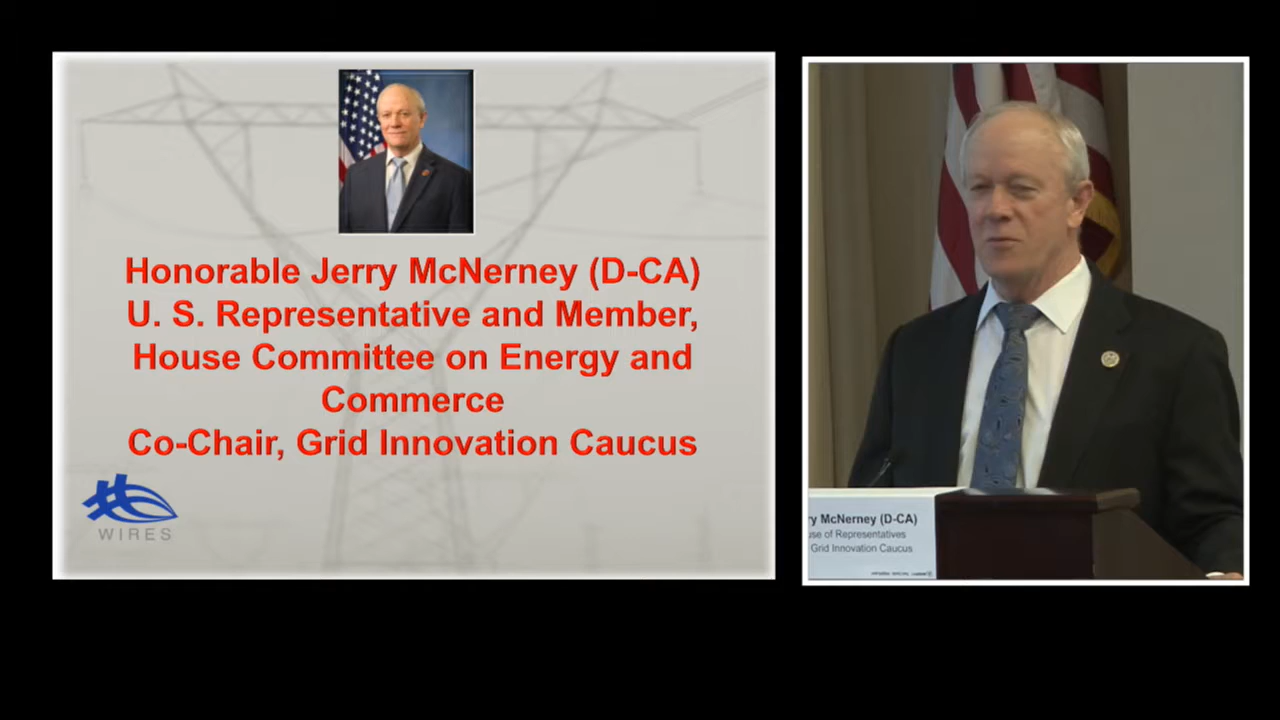 Honorable Jerry McNerney (D-CA)
U. S. Representative and Member,
House Committee on Energy and
Commerce
Co-Chair, Grid Innovation Caucus
WIRES
ry McNerney (D-CA)
use of Representatives
Grid Innovation Caucus